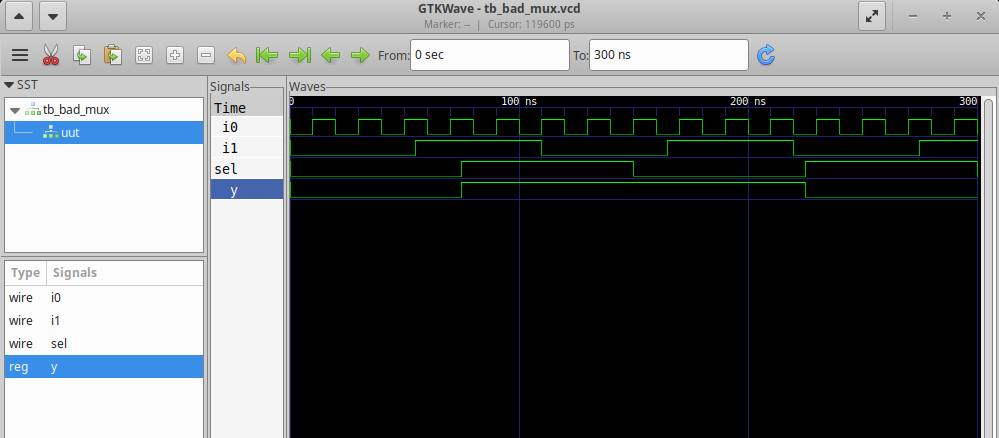 GTKWave - tb_bad_mux.vcd
Marker: -- | Cursor: 119600 ps
From: 0 sec To: 300 ns
SST
tb_bad_mux
uut
Type Signals
wire i0
wire i1
wire sel
reg y
Signals
Time
i0
i1
sel
y
Waves
0 100 ns 200 ns 300